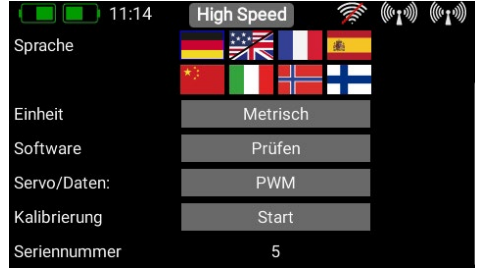 11:14 High Speed
Sprache
Einheit Metrisch
Software Prüfen
Servo/Daten: PWM
Kalibrierung Start
Seriennummer 5